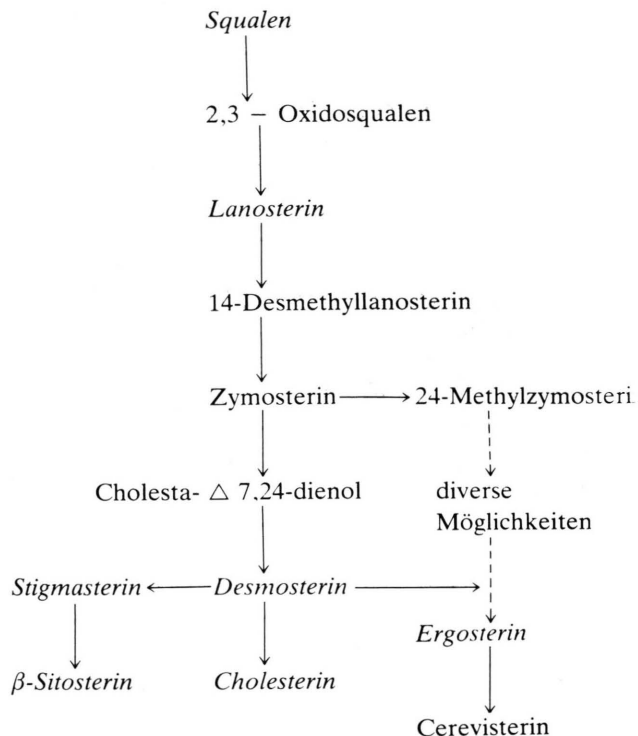 Squalen
2,3 – Oxidosqualen
Lanosterin
14-Desmethyllanosterin
Zymosterin
24-Methylzymosteri
Cholesta- △ 7,24-dienol
diverse
Möglichkeiten
Stigmasterin
Desmosterin
Ergosterin
β-Sitosterin
Cholesterin
Cerevisterin